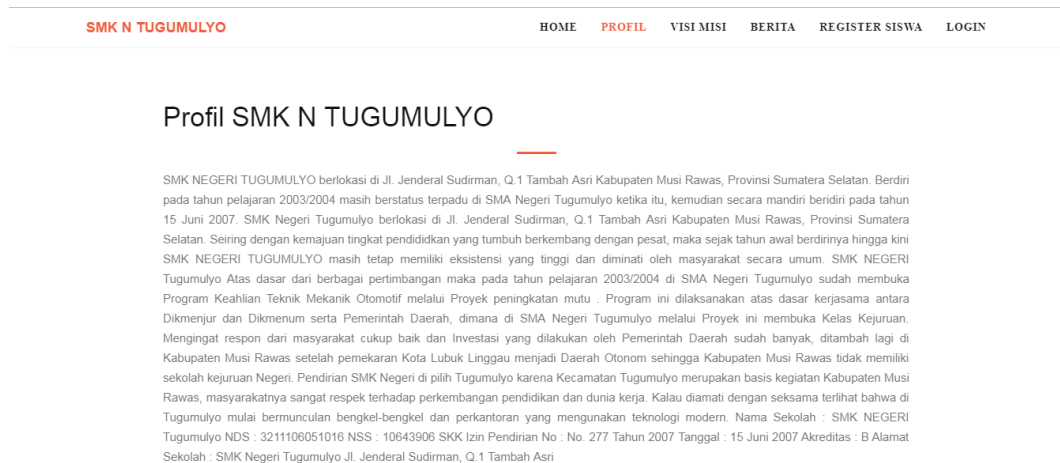 SMK N TUGUMULYO HOME PROFIL VISI MISI BERITA REGISTER SISWA LOGIN
Profil SMK N TUGUMULYO
SMK NEGERI TUGUMULYO berlokasi di Jl. Jenderal Sudirman, Q.1 Tambah Asri Kabupaten Musi Rawas, Provinsi Sumatera Selatan. Berdiri
pada tahun pelajaran 2003/2004 masih berstatus terpadu di SMA Negeri Tugumulyo ketika itu, kemudian secara mandiri beridiri pada tahun
15 Juni 2007. SMK Negeri Tugumulyo berlokasi di Jl. Jenderal Sudirman, Q.1 Tambah Asri Kabupaten Musi Rawas, Provinsi Sumatera
Selatan. Seiring dengan kemajuan tingkat pendididkan yang tumbuh berkembang dengan pesat, maka sejak tahun awal berdirinya hingga kini
SMK NEGERI TUGUMULYO masih tetap memiliki eksistensi yang tinggi dan diminati oleh masyarakat secara umum. SMK NEGERI
Tugumulyo Atas dasar dari berbagai pertimbangan maka pada tahun pelajaran 2003/2004 di SMA Negeri Tugumulyo sudah membuka
Program Keahlian Teknik Mekanik Otomotif melalui Proyek peningkatan mutu . Program ini dilaksanakan atas dasar kerjasama antara
Dikmenjur dan Dikmenum serta Pemerintah Daerah, dimana di SMA Negeri Tugumulyo melalui Proyek ini membuka Kelas Kejuruan.
Mengingat respon dari masyarakat cukup baik dan Investasi yang dilakukan oleh Pemerintah Daerah sudah banyak, ditambah lagi di
Kabupaten Musi Rawas setelah pemekaran Kota Lubuk Linggau menjadi Daerah Otonom sehingga Kabupaten Musi Rawas tidak memiliki
sekolah kejuruan Negeri. Pendirian SMK Negeri di pilih Tugumulyo karena Kecamatan Tugumulyo merupakan basis kegiatan Kabupaten Musi
Rawas, masyarakatnya sangat respek terhadap perkembangan pendidikan dan dunia kerja. Kalau diamati dengan seksama terlihat bahwa di
Tugumulyo mulai bermunculan bengkel-bengkel dan perkantoran yang mengunakan teknologi modern. Nama Sekolah : SMK NEGERI
Tugumulyo NDS : 3211106051016 NSS : 10643906 SKK Izin Pendirian No : No. 277 Tahun 2007 Tanggal : 15 Juni 2007 Akreditas : B Alamat
Sekolah : SMK Negeri Tugumulyo Jl. Jenderal Sudirman, Q.1 Tambah Asri